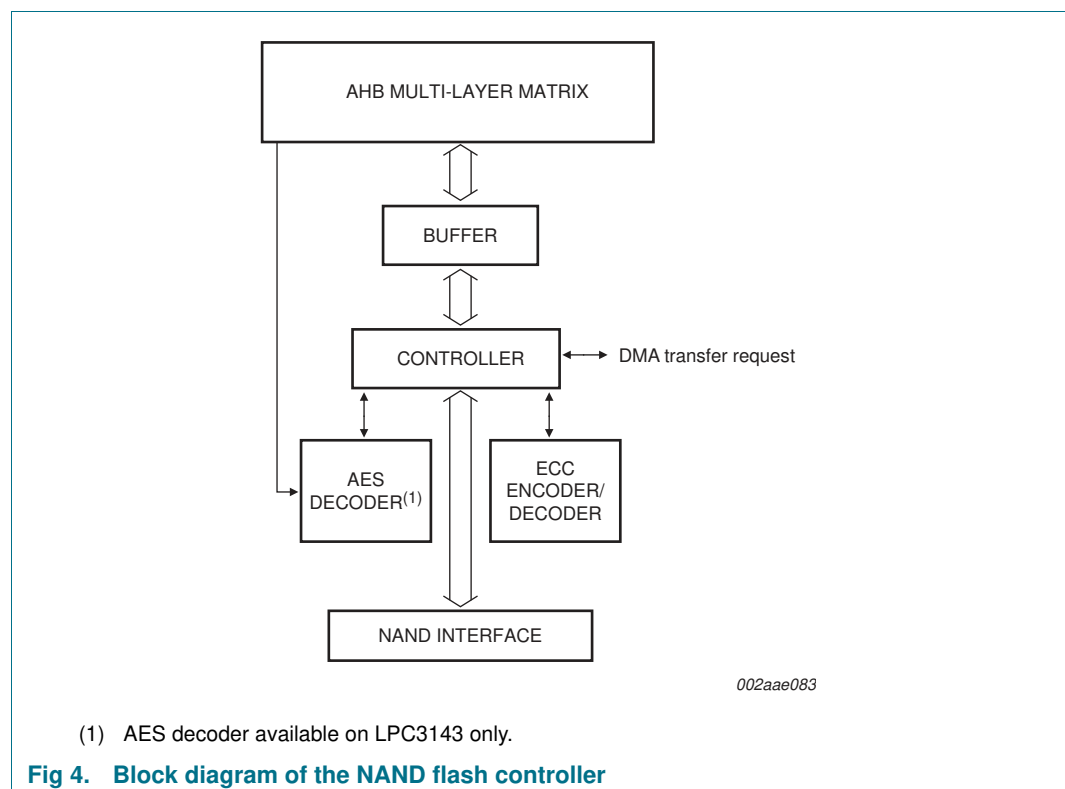 AHB MULTI-LAYER MATRIX
BUFFER
CONTROLLER
DMA transfer request
AES
DECODER(1)
ECC
ENCODER/
DECODER
NAND INTERFACE
002aae083
(1) AES decoder available on LPC3143 only.
Fig 4. Block diagram of the NAND flash controller